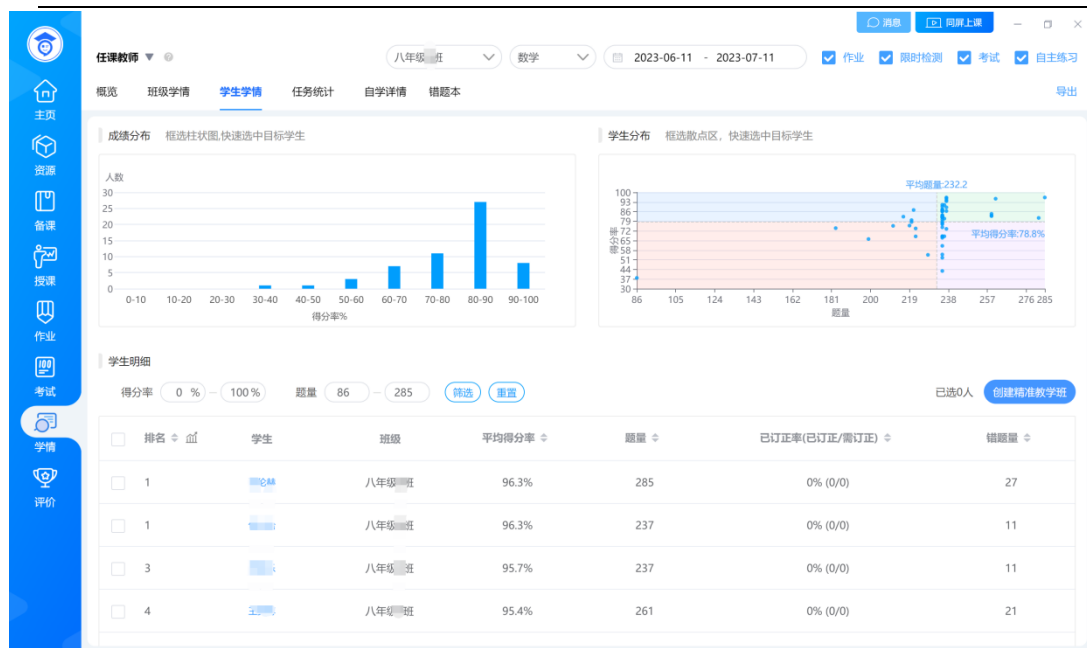 消息 同屏上课
任课教师 八年级 班 数学 2023-06-11 - 2023-07-11 作业 限时检测 考试 自主练习
概览 班级学情 学生学情 任务统计 自学详情 错题本 导出
主页
资源
备课
授课
作业
考试
学情
评价
成绩分布 框选柱状图,快速选中目标学生
人数
30
25
20
15
10
5
0
0-10 10-20 20-30 30-40 40-50 50-60 60-70 70-80 80-90 90-100
得分率%
学生分布 框选散点区，快速选中目标学生
平均题量:232.2
平均得分率:78.8%
得分率%
100
93
86
79
72
65
58
51
44
37
30
86 105 124 143 162 181 200 219 238 257 276 285
题量
学生明细
得分率 0 % - 100 % 题量 86 - 285 筛选 重置 已选0人 创建精准教学班
排名 学生 班级 平均得分率 题量 已订正率(已订正/需订正) 错题量
1 八年级 班 96.3% 285 0% (0/0) 27
1 八年级 班 96.3% 237 0% (0/0) 11
3 八年级 班 95.7% 237 0% (0/0) 11
4 八年级 班 95.4% 261 0% (0/0) 21